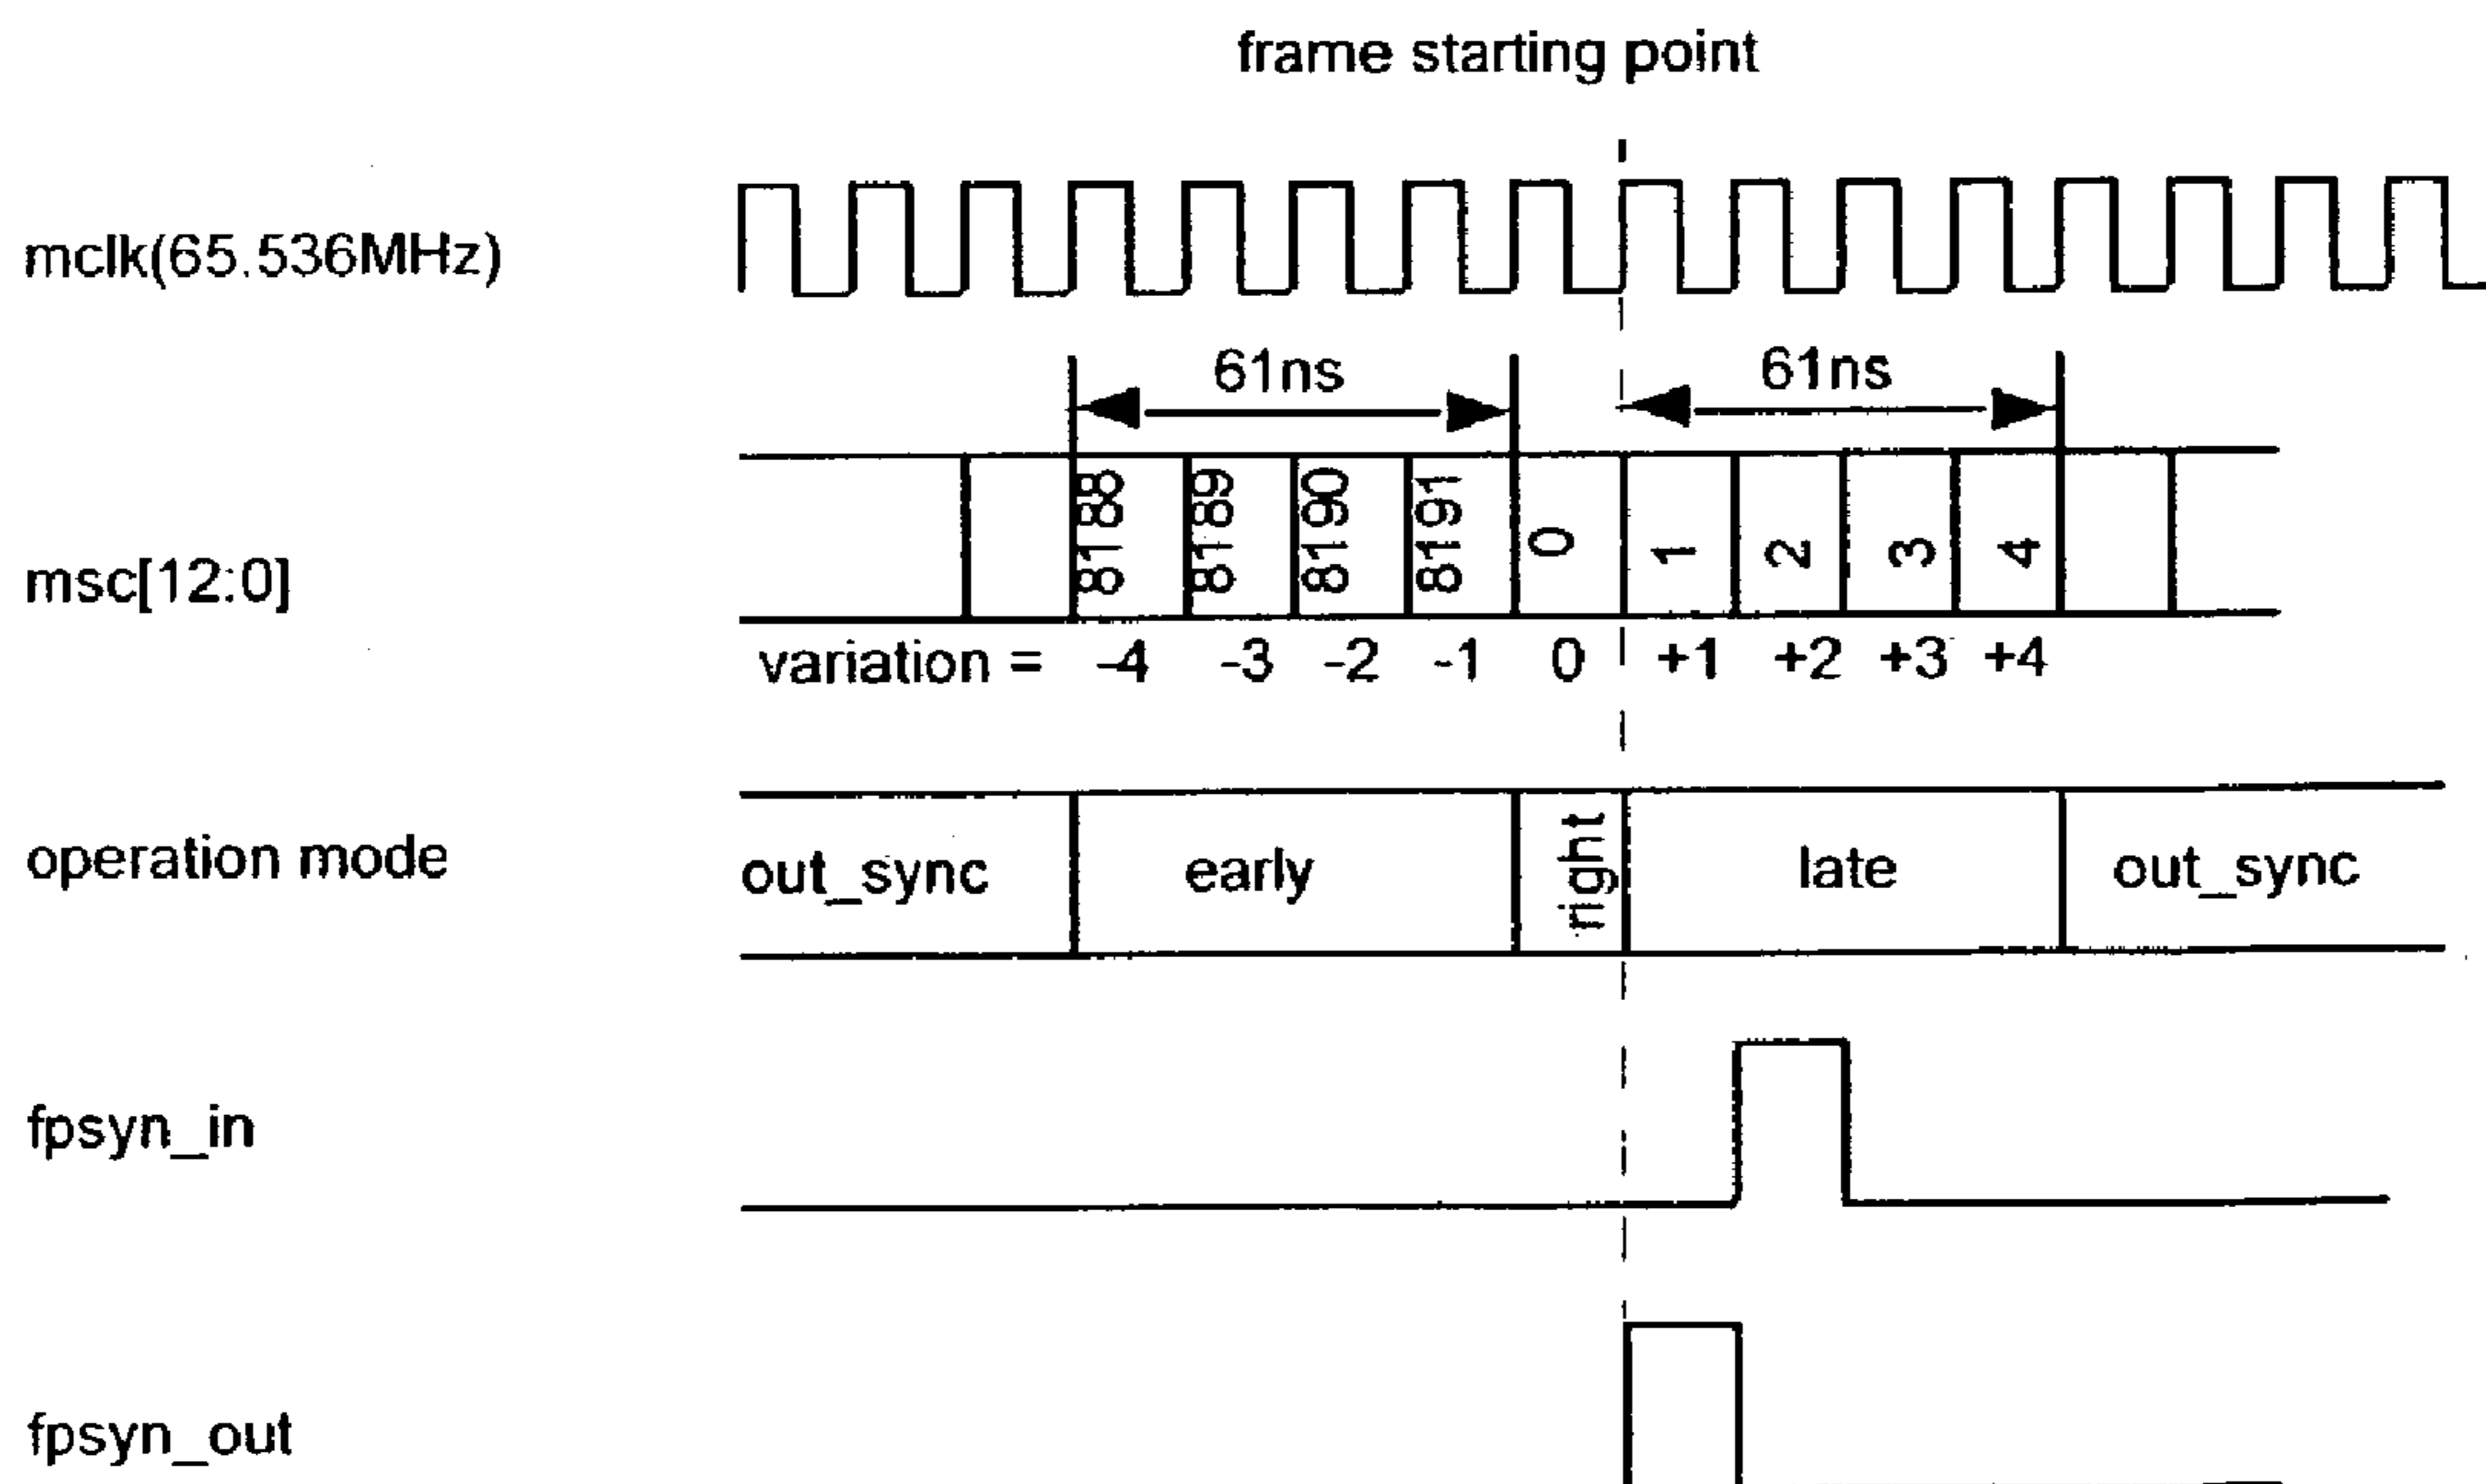 frame starting point
mclk(65.536MHz)
61ns 61ns
msc[12:0] 8188 8189 8190 8191 0 1 2 3 4
variation = -4 -3 -2 -1 0 +1 +2 +3 +4
operation mode out_sync early right late out_sync
fpsyn_in
fpsyn_out